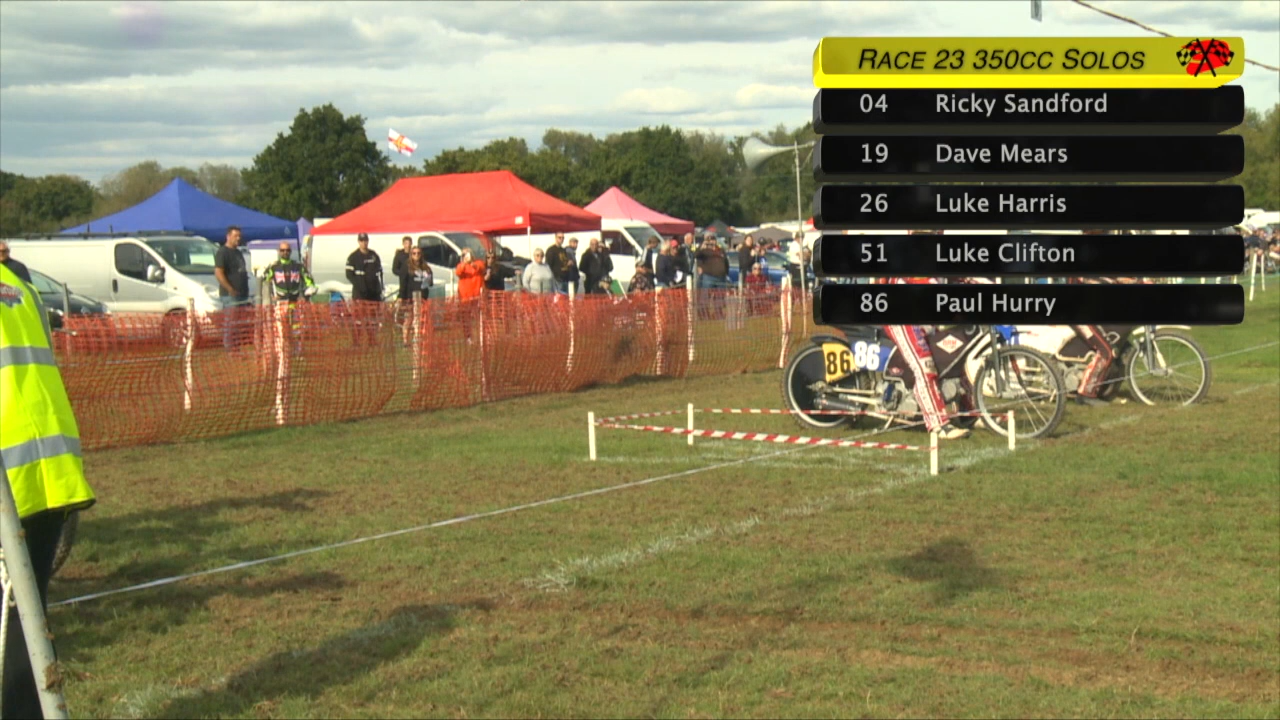 RACE 23 350CC SOLOS
04 Ricky Sandford
19 Dave Mears
26 Luke Harris
51 Luke Clifton
86 Paul Hurry
86 86